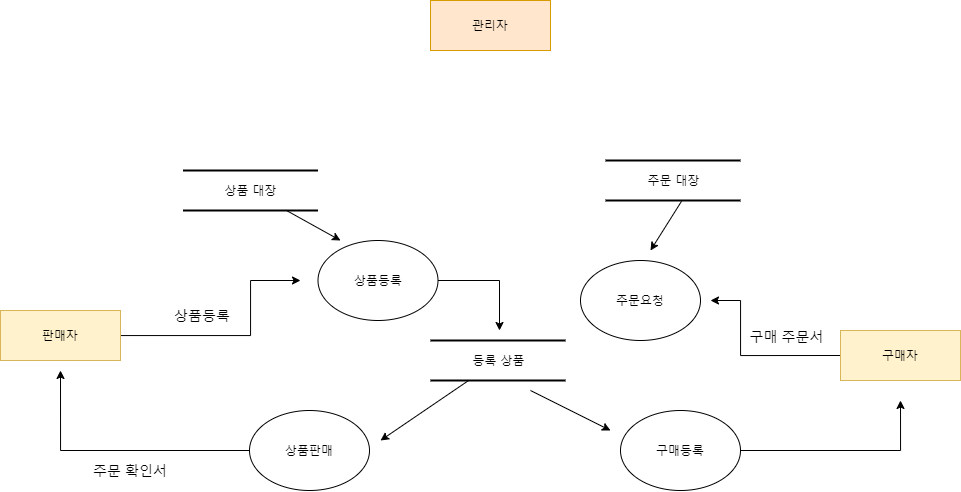 관리자
상품 대장
주문 대장
상품등록
주문요청
상품등록
판매자
구매 주문서
구매자
등록 상품
상품판매
구매등록
주문 확인서